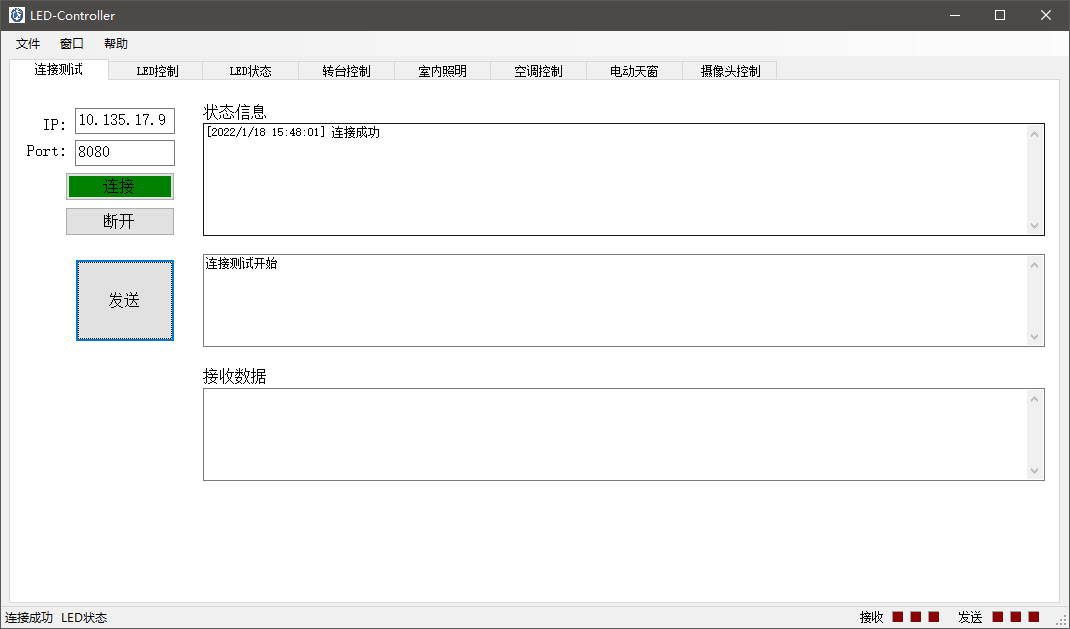 LED-Controller
文件 窗口 帮助
连接测试 LED控制 LED状态 转台控制 室内照明 空调控制 电动天窗 摄像头控制
状态信息
IP: 10.135.17.9
[2022/1/18 15:48:01] 连接成功
Port: 8080
连接
断开
连接测试开始
发送
接收数据
连接成功 LED状态 接收 发送